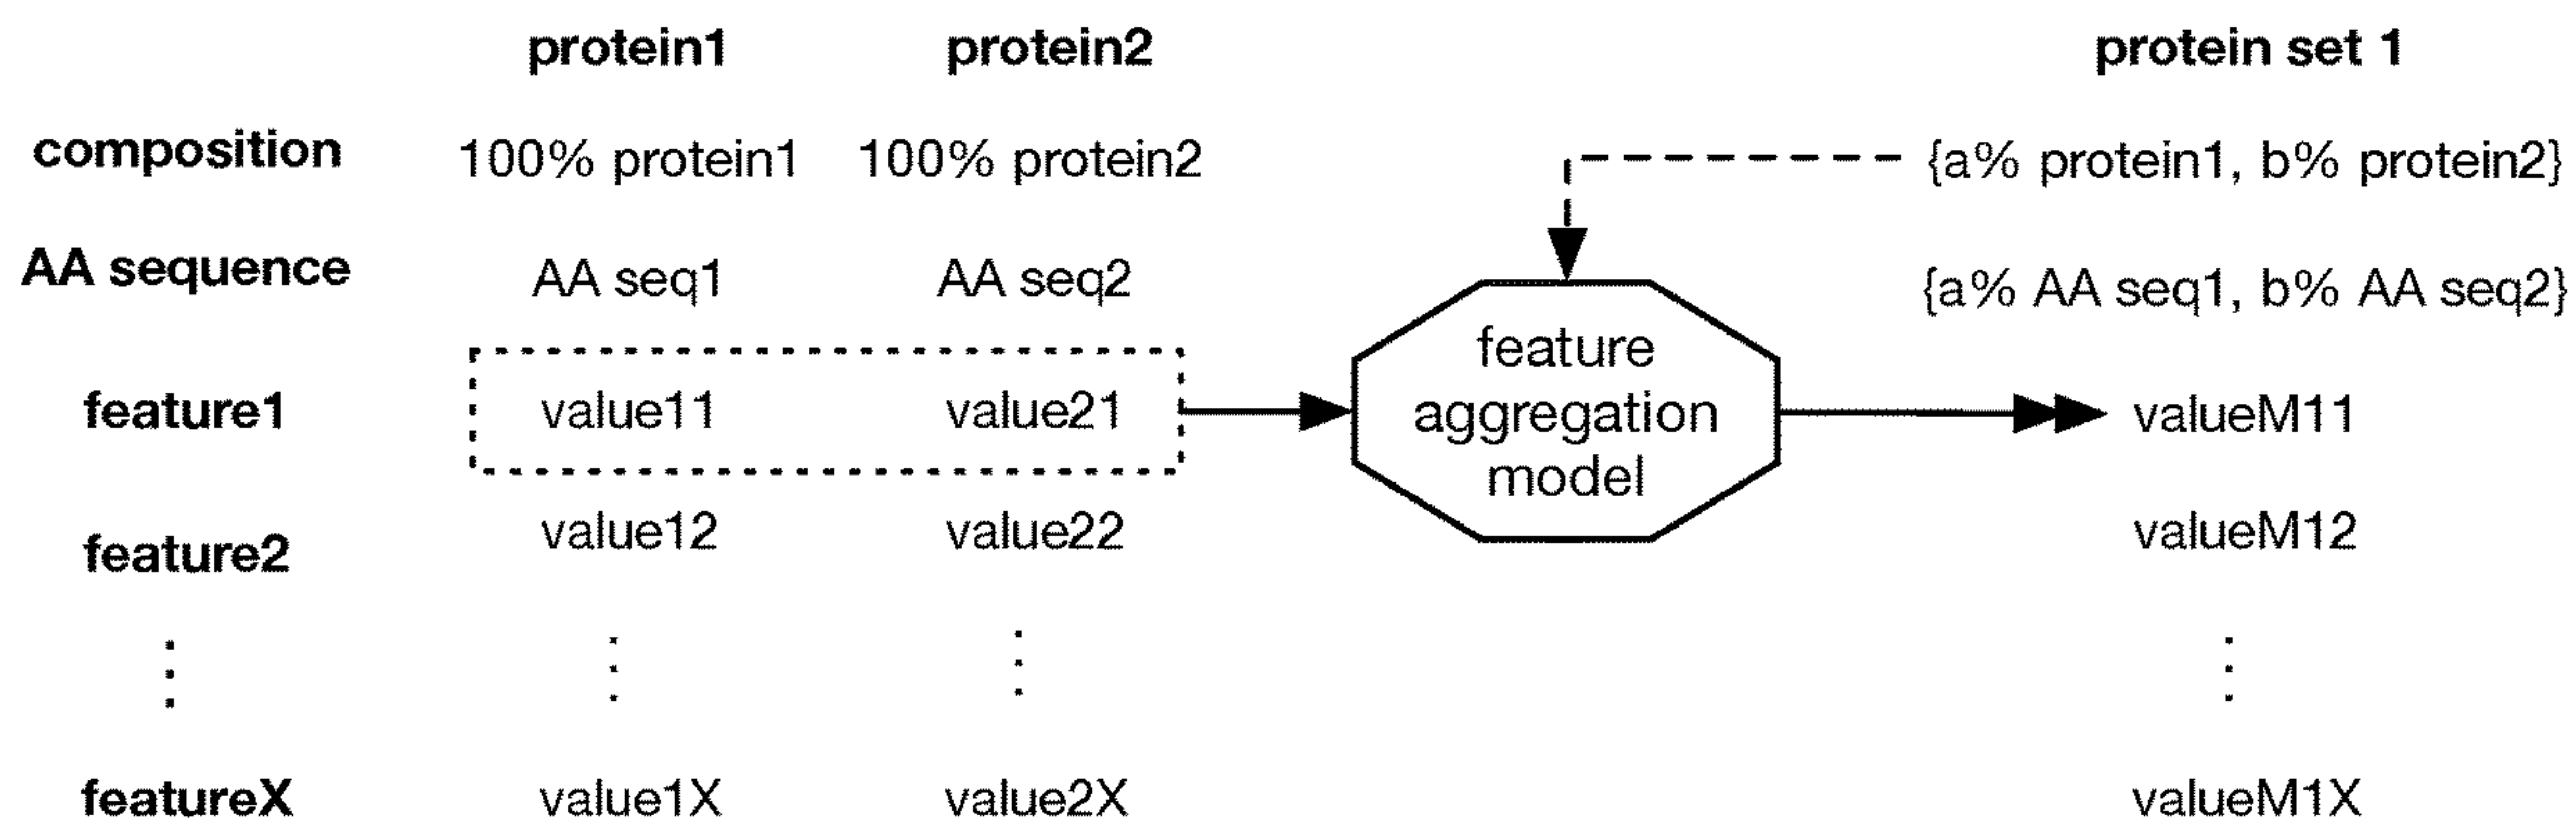 protein1 protein2 protein set 1
composition 100% protein1 100% protein2 {a% protein1, b% protein2}
AA sequence AA seq1 AA seq2 {a% AA seq1, b% AA seq2}
feature1 value11 value21 feature aggregation model valueM11
feature2 value12 value22 valueM12
featureX value1X value2X valueM1X